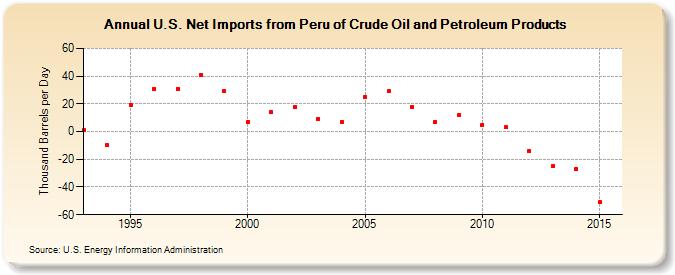 Annual U.S. Net Imports from Peru of Crude Oil and Petroleum Products
Thousand Barrels per Day
60
40
20
0
-20
-40
-60
1995 2000 2005 2010 2015
Source: U.S. Energy Information Administration